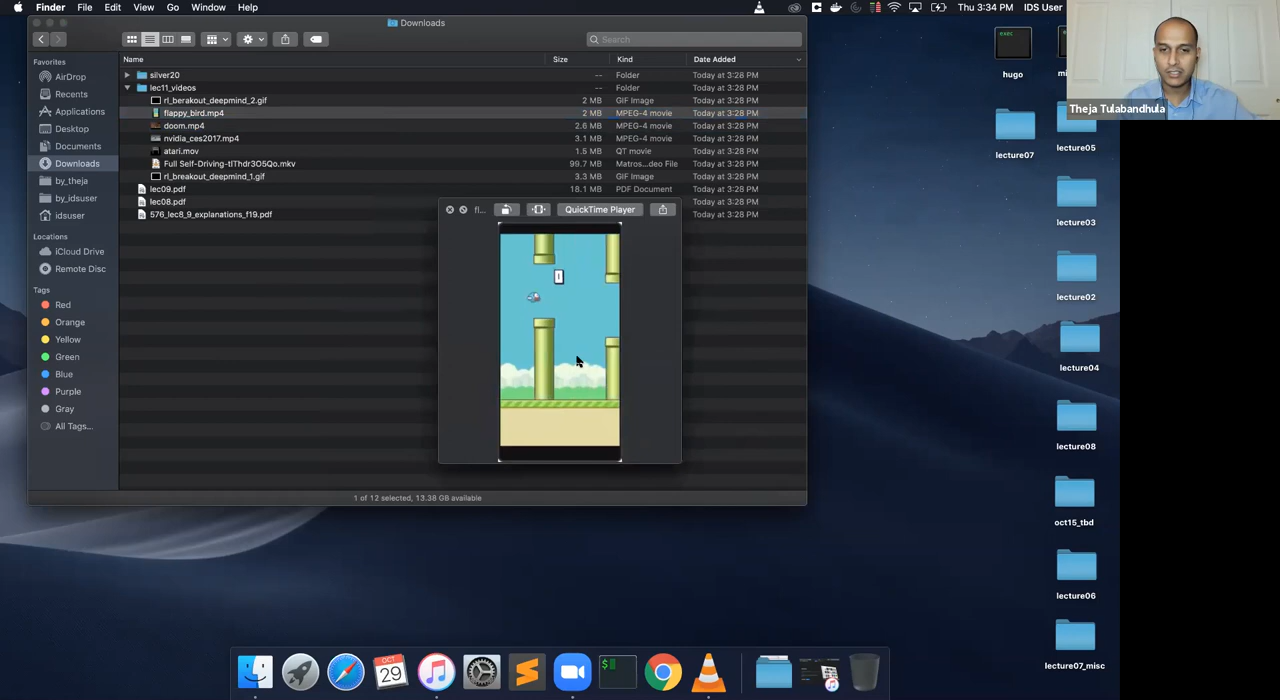 Finder File Edit View Go Window Help
Thu 3:34 PM IDS User
Downloads
Search
Favorites
AirDrop
Recents
Applications
Desktop
Documents
Downloads
by_theja
by_idsuser
idsuser
Locations
iCloud Drive
Remote Disc
Tags
Red
Orange
Yellow
Green
Blue
Purple
Gray
All Tags...
Name Size Kind Date Added
silver20 -- Folder Today at 3:28 PM
lec11_videos -- Folder Today at 3:28 PM
rl_berakout_deepmind_2.gif 2 MB GIF Image Today at 3:28 PM
flappy_bird.mp4 2 MB MPEG-4 movie Today at 3:28 PM
doom.mp4 2.6 MB MPEG-4 movie Today at 3:28 PM
nvidia_ces2017.mp4 3.1 MB MPEG-4 movie Today at 3:28 PM
atari.mov 1.5 MB QT movie Today at 3:28 PM
Full Self-Driving-tlThdr3O5Qo.mkv 99.7 MB Matros...deo File Today at 3:28 PM
rl_breakout_deepmind_1.gif 3.3 MB GIF Image Today at 3:28 PM
lec09.pdf 18.1 MB PDF Document Today at 3:28 PM
lec08.pdf Today at 3:28 PM
576_lec8_9_explanations_f19.pdf Today at 3:28 PM
fl... QuickTime Player
1 of 12 selected, 13.38 GB available
exec
hugo
lecture07
Theja Tulabandhula
lecture05
lecture03
lecture02
lecture04
lecture08
oct15_tbd
lecture06
lecture07_misc
OCT
29
$